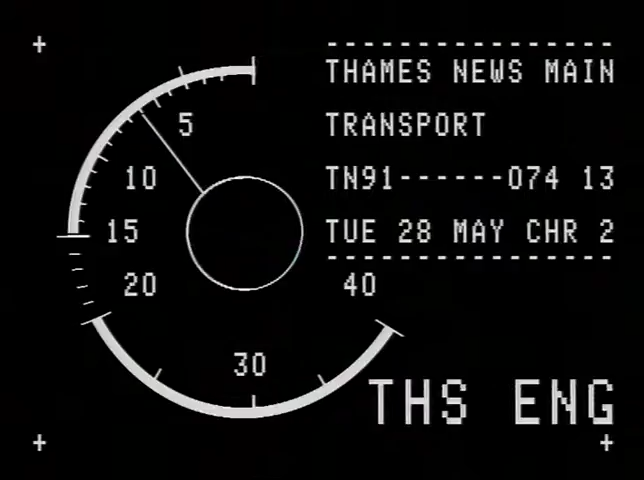 THAMES NEWS MAIN
TRANSPORT
TN91------074 13
TUE 28 MAY CHR 2
5
10
15
20
30
40
THS ENG